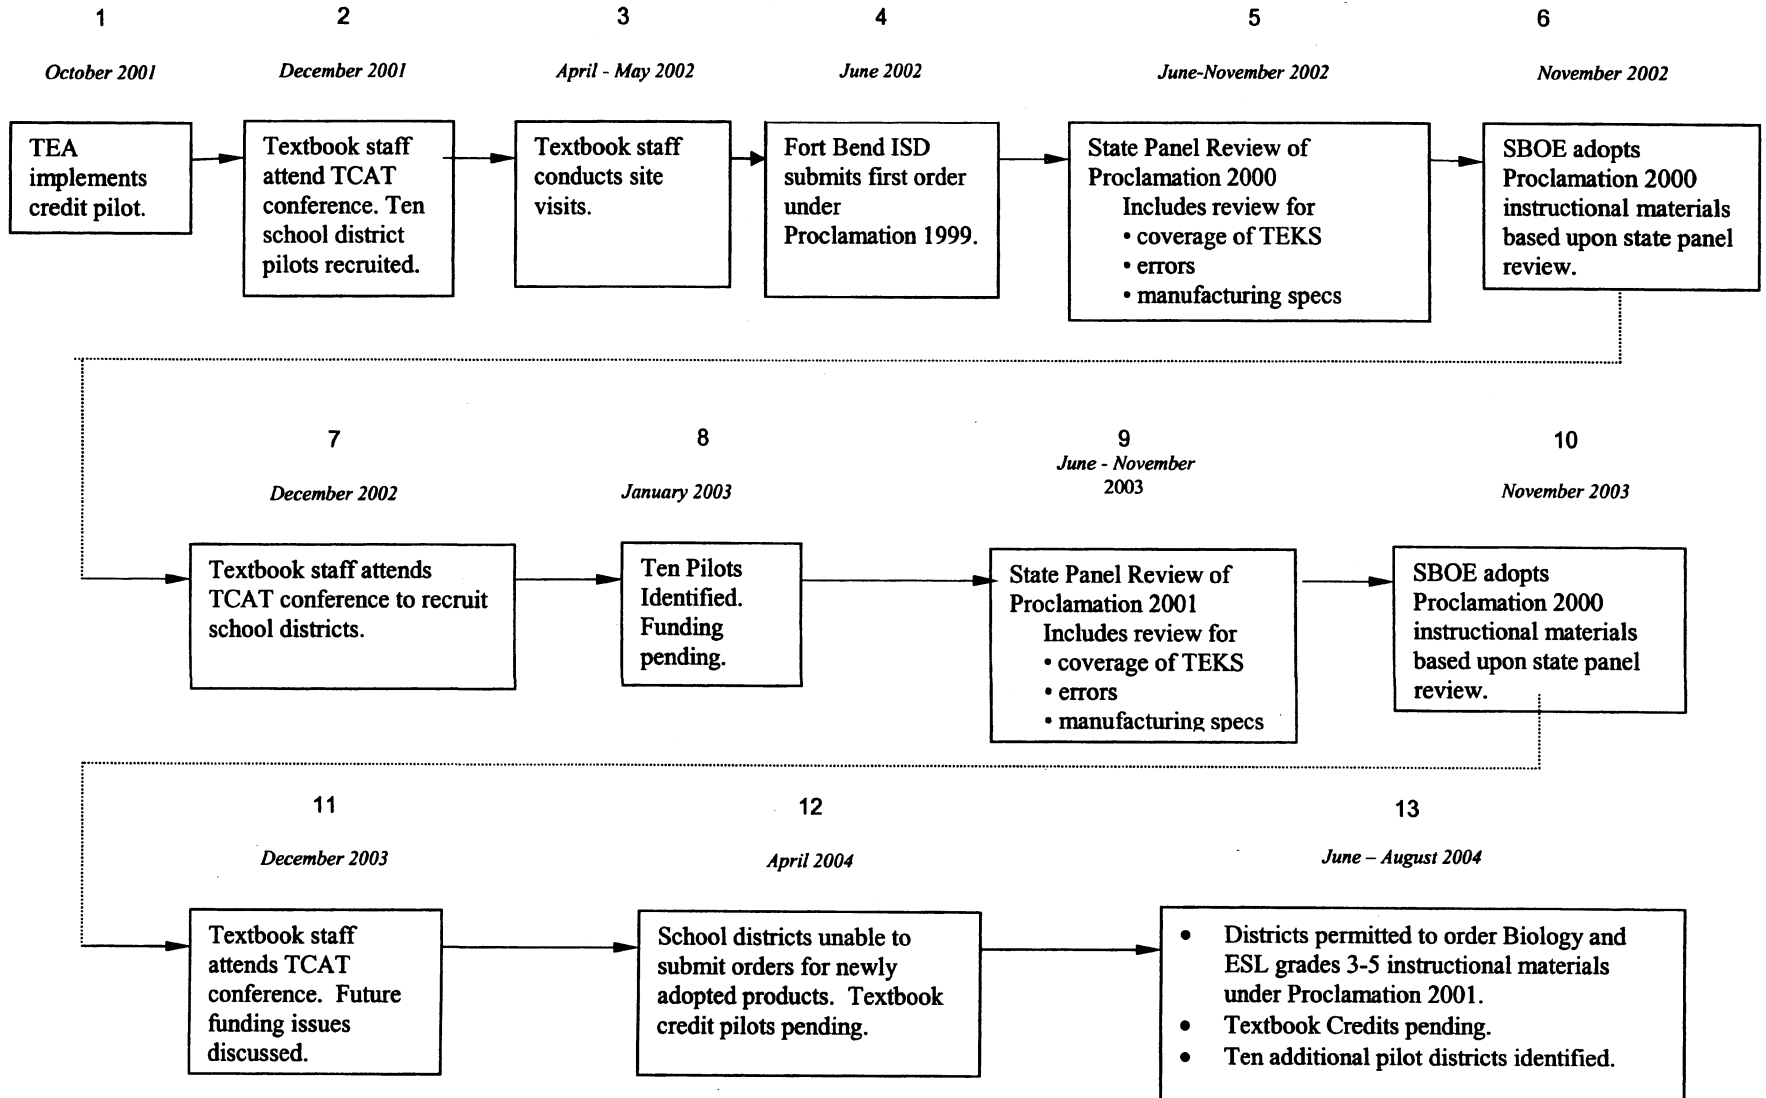 1
2
3
4
5
6
October 2001
December 2001
April - May 2002
June 2002
June-November 2002
November 2002
TEA
implements
credit pilot.
Textbook staff
attend TCAT
conference. Ten
school district
pilots recruited.
Textbook staff
conducts site
visits.
Fort Bend ISD
submits first order
under
Proclamation 1999.
State Panel Review of
Proclamation 2000
Includes review for
• coverage of TEKS
• errors
• manufacturing specs
SBOE adopts
Proclamation 2000
instructional materials
based upon state panel
review.
7
8
9
10
December 2002
January 2003
June - November
2003
November 2003
Textbook staff attends
TCAT conference to recruit
school districts.
Ten Pilots
Identified.
Funding
pending.
State Panel Review of
Proclamation 2001
Includes review for
• coverage of TEKS
• errors
• manufacturing specs
SBOE adopts
Proclamation 2000
instructional materials
based upon state panel
review.
11
12
13
December 2003
April 2004
June – August 2004
Textbook staff
attends TCAT
conference. Future
funding issues
discussed.
School districts unable to
submit orders for newly
adopted products. Textbook
credit pilots pending.
• Districts permitted to order Biology and
ESL grades 3-5 instructional materials
under Proclamation 2001.
• Textbook Credits pending.
• Ten additional pilot districts identified.